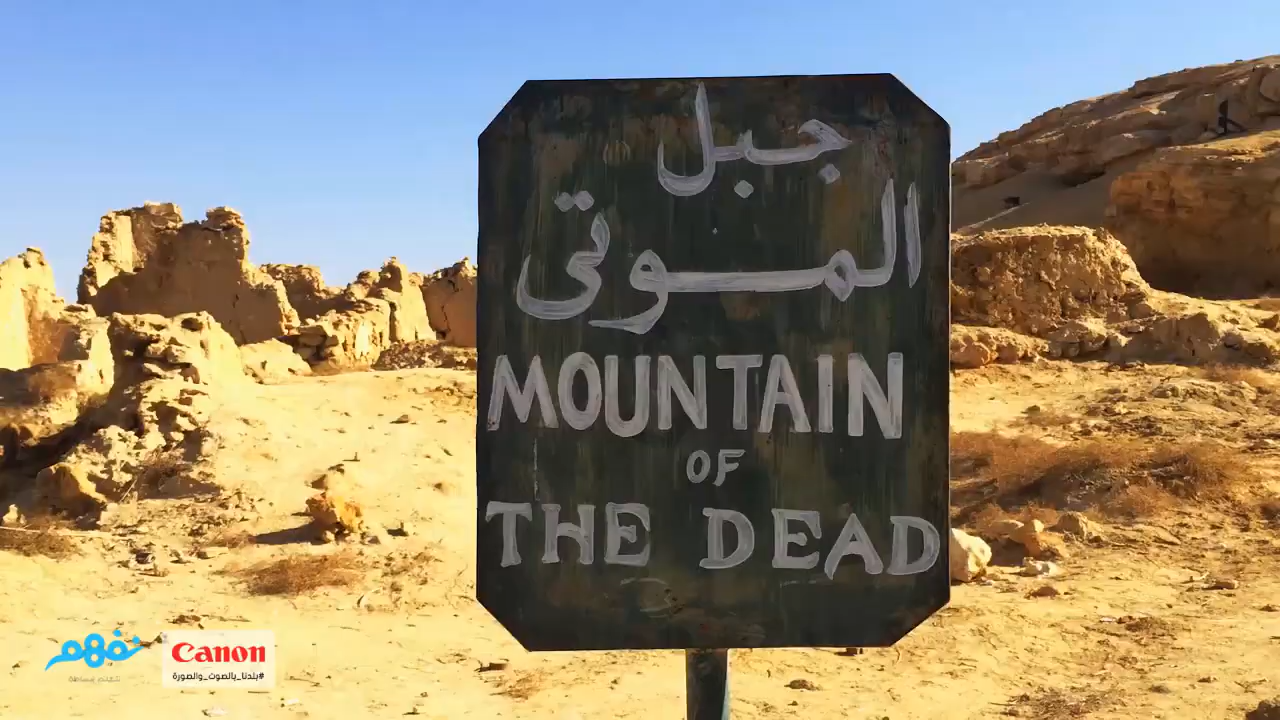 جبل
الموتى
MOUNTAIN
OF
THE DEAD
نفهم
Canon
#بلدنا_بالصوت_والصورة